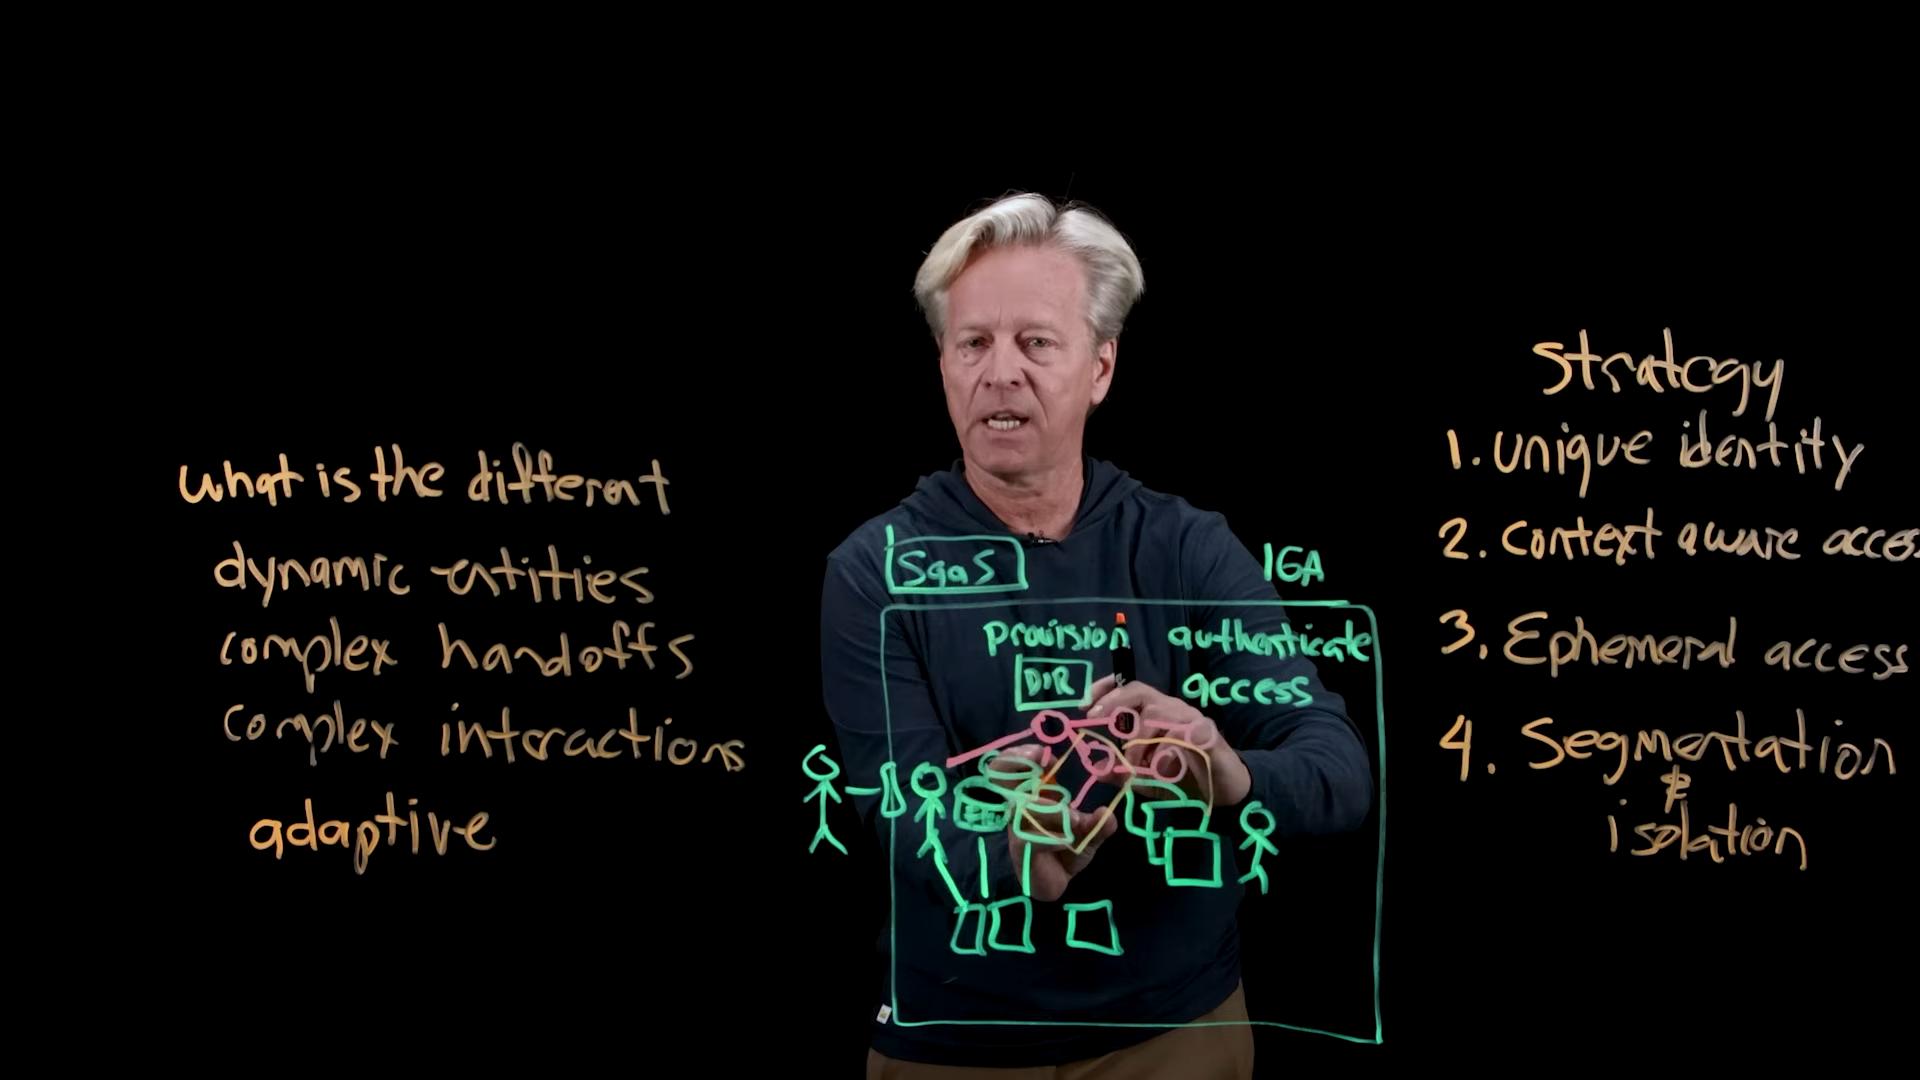 what is the different
dynamic entities
complex handoffs
complex interactions
adaptive
SaaS
IGA
provision authenticate
DIR access
strategy
1. unique identity
2. context aware acces
3. Ephemeral access
4. Segmentation
&
isolation